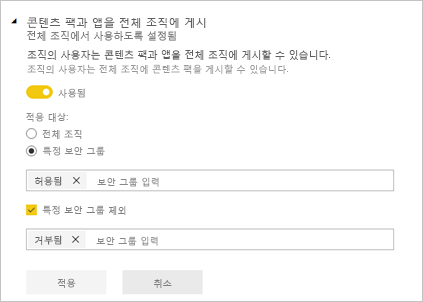 콘텐츠 팩과 앱을 전체 조직에 게시
전체 조직에서 사용하도록 설정됨
조직의 사용자는 콘텐츠 팩과 앱을 전체 조직에 게시할 수 있습니다.
조직의 사용자는 전체 조직에 콘텐츠 팩을 게시할 수 있습니다.
사용됨
적용 대상:
전체 조직
특정 보안 그룹
허용됨 × 보안 그룹 입력
특정 보안 그룹 제외
거부됨 × 보안 그룹 입력
적용 취소